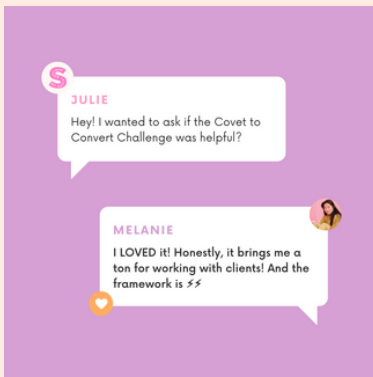 S
JULIE
Hey! I wanted to ask if the Covet to
Convert Challenge was helpful?
MELANIE
I LOVED it! Honestly, it brings me a
ton for working with clients! And the
framework is ⚡⚡